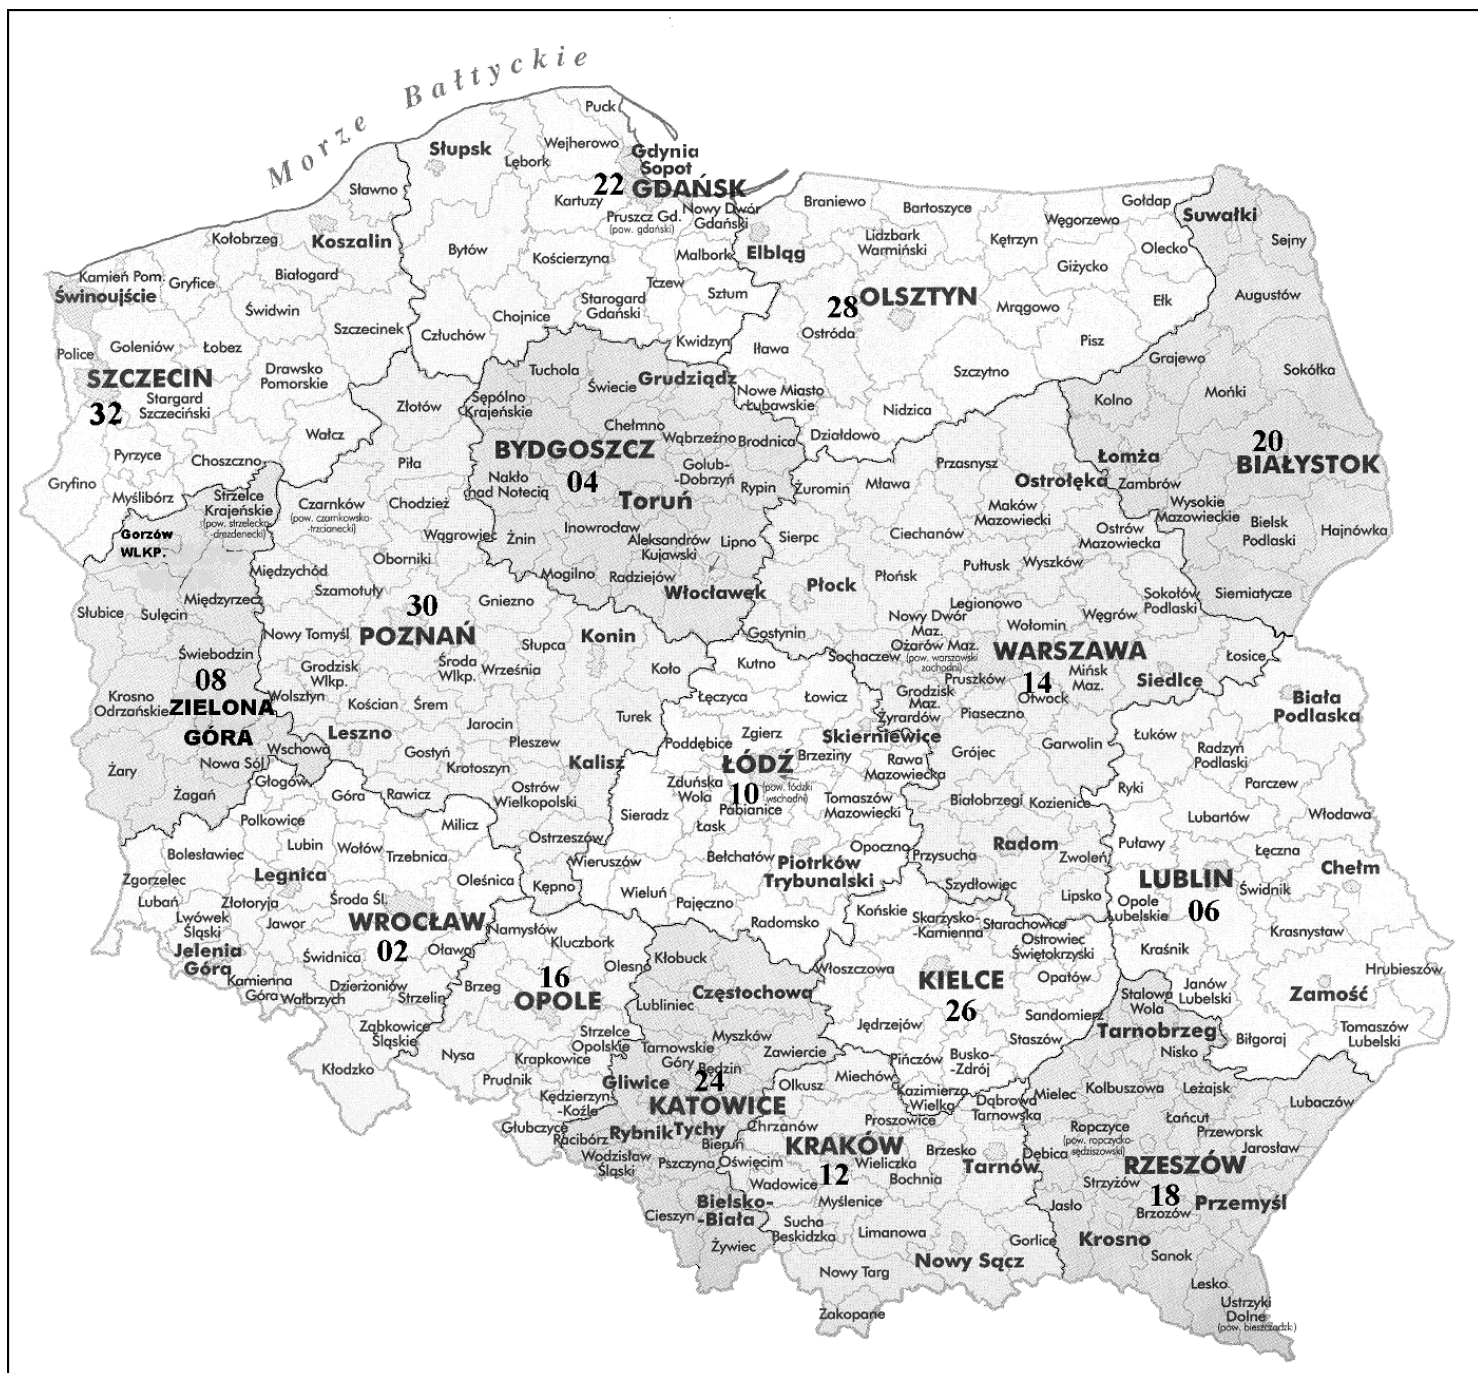 Morze Bałtyckie
Puck
Słupsk
Wejherowo
Lębork
Gdynia
Sopot
22 GDAŃSK
Sławno
Kartuzy
Pruszcz Gd.
(pow. gdański)
Nowy Dwór
Gdański
Braniewo
Bartoszyce
Gołdap
Węgorzewo
Suwałki
Sejny
Kołobrzeg
Koszalin
Bytów
Kościerzyna
Malbork
Elbląg
Lidzbark
Warmiński
Kętrzyn
Olecko
Giżycko
Kamień Pom.
Świnoujście
Gryfice
Białogard
Świdwin
Tczew
Starogard
Gdański
Sztum
28 OLSZTYN
Mrągowo
Ełk
Augustów
Szczecinek
Człuchów
Chojnice
Kwidzyn
Iława
Ostróda
Pisz
Police
Goleniów
Łobez
SZCZECIN
32
Stargard
Szczeciński
Drawsko
Pomorskie
Tuchola
Świecie
Grudziądz
Nowe Miasto
Lubawskie
Szczytno
Grajewo
Sokółka
Mońki
Kolno
Złotów
Sępólno
Krajeńskie
Chełmno
Wąbrzeźno
Brodnica
Nidzica
Działdowo
Wałcz
Pyrzyce
Choszczno
Piła
BYDGOSZCZ
04
Nakło
nad Notecią
Golub-
-Dobrzyń
Rypin
Żuromin
Mława
Przasnysz
Ostrołęka
Łomża
20
BIAŁYSTOK
Zambrów
Gryfino
Myślibórz
Strzelce
Krajeńskie
(pow. strzelecko
-drezdenecki)
Czarnków
(pow. czarnkowsko
-trzcianecki)
Chodzież
Toruń
Maków
Mazowiecki
Wysokie
Mazowieckie
Bielsk
Podlaski
Hajnówka
Gorzów
WLKP.
Wągrowiec
Żnin
Inowrocław
Aleksandrów
Kujawski
Lipno
Sierpc
Ciechanów
Ostrów
Mazowiecka
Międzychód
Oborniki
Szamotuły
Mogilno
Radziejów
Włocławek
Płock
Płońsk
Pułtusk
Wyszków
Sokołów
Podlaski
Siemiatycze
Słubice
Sulęcin
Międzyrzecz
30
POZNAŃ
Gniezno
Słupca
Konin
Gostynin
Nowy Dwór
Maz.
Legionowo
Wołomin
Węgrów
Nowy Tomyśl
Świebodzin
Grodzisk
Wlkp.
Środa
Wlkp.
Września
Koło
Kutno
Sochaczew
Ożarów Maz.
(pow. warszawski
zachodni)
WARSZAWA
14
Pruszków
Mińsk
Maz.
Siedlce
Łosice
08
ZIELONA
GÓRA
Krosno
Odrzańskie
Wolsztyn
Kościan
Śrem
Łęczyca
Łowicz
Grodzisk
Maz.
Żyrardów
Otwock
Piaseczno
Biała
Podlaska
Leszno
Jarocin
Turek
Wschowa
Gostyń
Pleszew
Krotoszyn
Kalisz
Poddębice
Zgierz
ŁÓDŹ
10
(pow. łódzki
wschodni)
Brzeziny
Skierniewice
Rawa
Mazowiecka
Grójec
Garwolin
Łuków
Radzyń
Podlaski
Parczew
Żary
Nowa Sól
Żagań
Głogów
Góra
Rawicz
Ostrów
Wielkopolski
Sieradz
Zduńska
Wola
Pabianice
Łask
Tomaszów
Mazowiecki
Białobrzegi
Kozienice
Ryki
Lubartów
Włodawa
Polkowice
Lubin
Wołów
Milicz
Trzebnica
Ostrzeszów
Wieruszów
Bełchatów
Piotrków
Trybunalski
Opoczno
Przysucha
Radom
Zwoleń
Puławy
Łęczna
Chełm
Bolesławiec
Legnica
Zgorzelec
Lubań
Złotoryja
Środa Śl.
Oleśnica
Kępno
Wieluń
Pajęczno
Radomsko
Szydłowiec
Lipsko
LUBLIN
06
Opole
Lubelskie
Świdnik
Lwówek
Śląski
Jawor
WROCŁAW
02
Oława
Namysłów
Kluczbork
Końskie
Skarżysko-
-Kamienna
Starachowice
Ostrowiec
Świętokrzyski
Kraśnik
Krasnystaw
Jelenia
Góra
Kamienna
Góra
Świdnica
Wałbrzych
Dzierżoniów
Strzelin
Brzeg
16
OPOLE
Olesno
Kłobuck
Lubliniec
Częstochowa
Włoszczowa
KIELCE
26
Opatów
Sandomierz
Stalowa
Wola
Janów
Lubelski
Zamość
Hrubieszów
Ząbkowice
Śląskie
Kłodzko
Nysa
Prudnik
Krapkowice
Strzelce
Opolskie
Tarnowskie
Góry
Myszków
Zawiercie
Będzin
Jędrzejów
Pińczów
Busko-
-Zdrój
Staszów
Tarnobrzeg
Nisko
Biłgoraj
Tomaszów
Lubelski
Kędzierzyn
-Koźle
Głubczyce
Gliwice
24
KATOWICE
Olkusz
Miechów
Kazimierza
Wielka
Dąbrowa
Tarnowska
Mielec
Kolbuszowa
Leżajsk
Lubaczów
Racibórz
Rybnik
Tychy
Bieruń
Wodzisław
Śląski
Pszczyna
Chrzanów
Proszowice
KRAKÓW
12
Oświęcim
Wieliczka
Brzesko
Bochnia
Tarnów
Ropczyce
(pow. ropczycko-
sędziszowski)
Dębica
Łańcut
Przeworsk
Jarosław
RZESZÓW
18
Strzyżów
Przemyśl
Brzozów
Jasło
Wadowice
Myślenice
Bielsko-
-Biała
Cieszyn
Żywiec
Sucha
Beskidzka
Limanowa
Nowy Sącz
Gorlice
Krosno
Sanok
Nowy Targ
Zakopane
Lesko
Ustrzyki
Dolne
(pow. bieszczadzki)